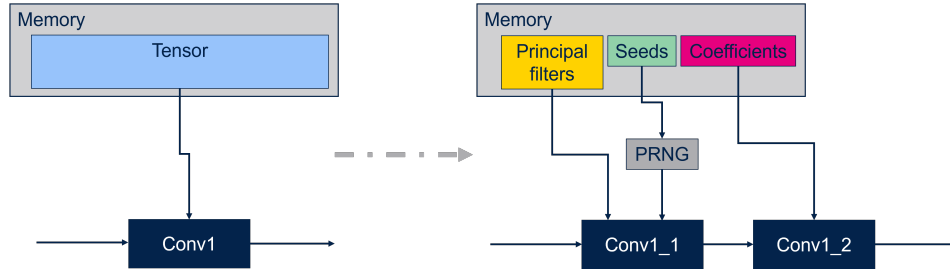 Memory
Tensor
Conv1
Memory
Principal
filters
Seeds
Coefficients
PRNG
Conv1_1
Conv1_2